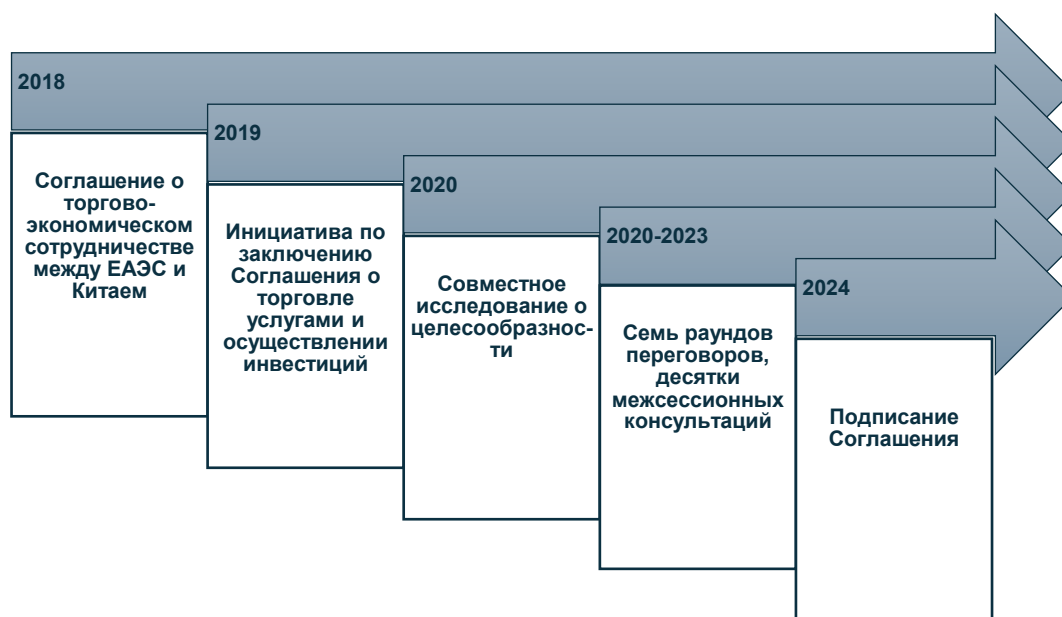 2018
Соглашение о
торгово-
экономическом
сотрудничестве
между ЕАЭС и
Китаем
2019
Инициатива по
заключению
Соглашения о
торговле
услугами и
осуществлении
инвестиций
2020
Совместное
исследование о
целесообразнос-
ти
2020-2023
Семь раундов
переговоров,
десятки
межсессионных
консультаций
2024
Подписание
Соглашения